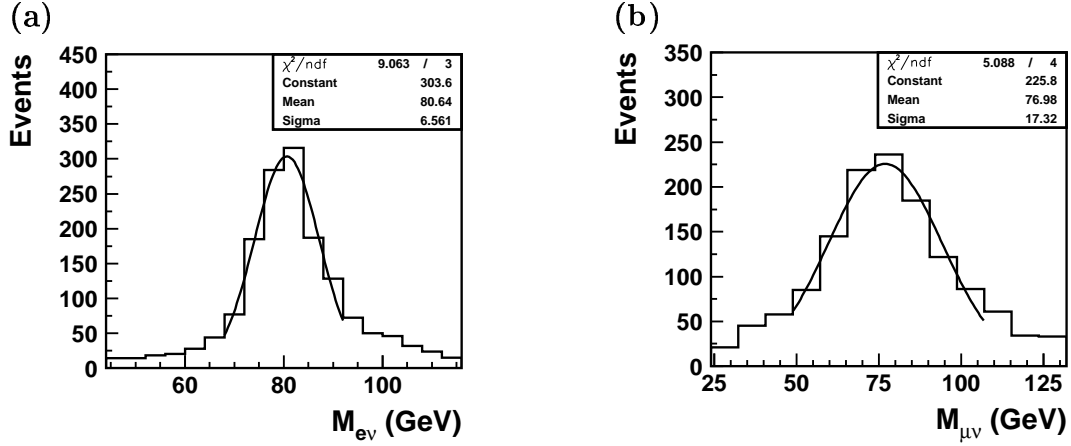 (a)
Events
450
400
350
300
250
200
150
100
50
0
χ²/ndf 9.063 / 3
Constant 303.6
Mean 80.64
Sigma 6.561
60 80 100
M_eν (GeV)
(b)
Events
350
300
250
200
150
100
50
0
χ²/ndf 5.088 / 4
Constant 225.8
Mean 76.98
Sigma 17.32
25 50 75 100 125
M_μν (GeV)